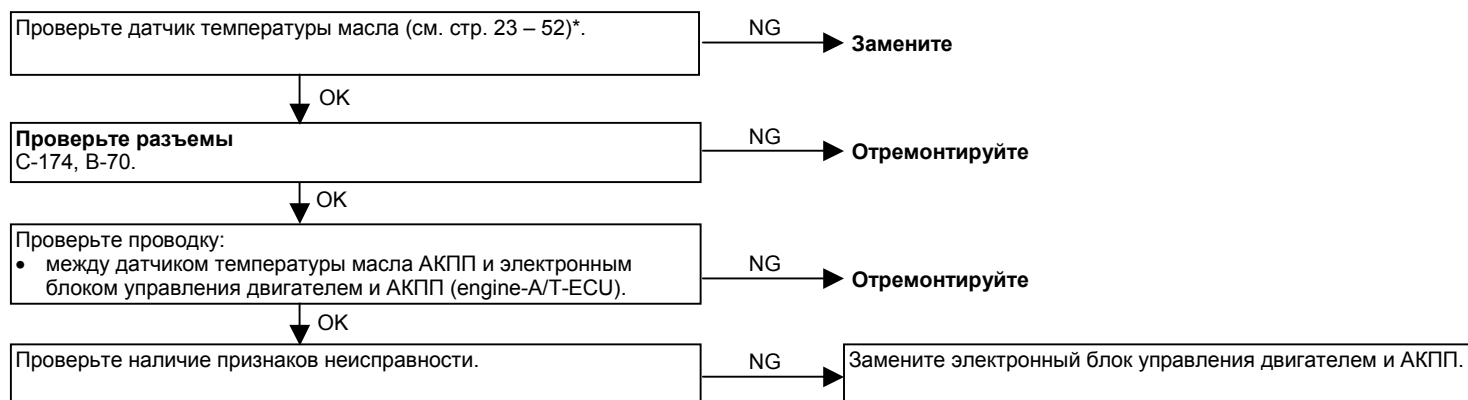 Проверьте датчик температуры масла (см. стр. 23 – 52)*.
NG
Замените
OK
Проверьте разъемы
С-174, В-70.
NG
Отремонтируйте
OK
Проверьте проводку:
• между датчиком температуры масла АКПП и электронным
блоком управления двигателем и АКПП (engine-A/T-ECU).
NG
Отремонтируйте
OK
Проверьте наличие признаков неисправности.
NG
Замените электронный блок управления двигателем и АКПП.